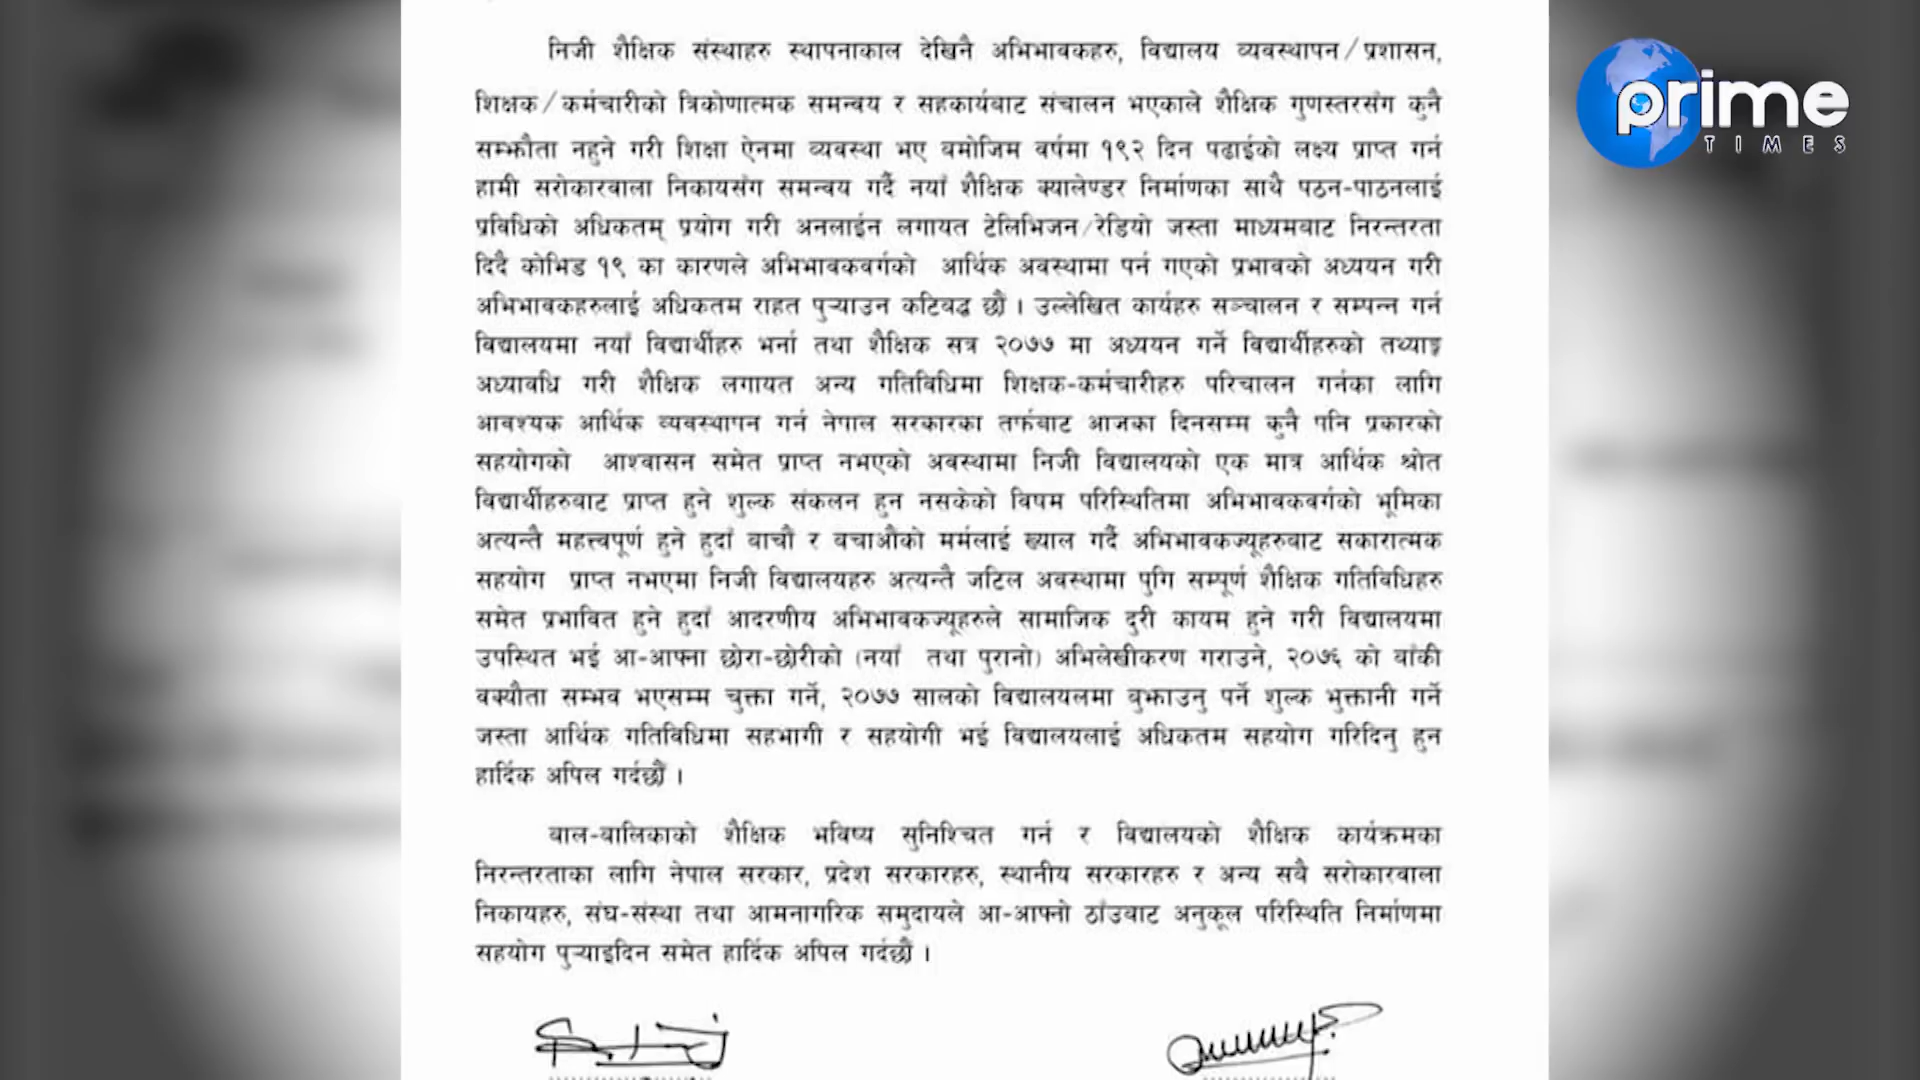 निजी शैक्षिक संस्थाहरु स्थापनाकाल देखिनै अभिभावकहरु, विद्यालय व्यवस्थापन/प्रशासन,
शिक्षक/कर्मचारीको त्रिकोणात्मक समन्वय र सहकार्यबाट संचालन भएकाले शैक्षिक गुणस्तरसंग कुनै
सम्झौता नहुने गरी शिक्षा ऐनमा व्यवस्था भए बमोजिम वर्षमा १९२ दिन पढाईको लक्ष्य प्राप्त गर्न
हामी सरोकारवाला निकायसंग समन्वय गर्दै नयाँ शैक्षिक क्यालेण्डर निर्माणका साथै पठन-पाठनलाई
प्रविधिको अधिकतम् प्रयोग गरी अनलाईन लगायत टेलिभिजन/रेडियो जस्ता माध्यमबाट निरन्तरता
दिदै कोभिड १९ का कारणले अभिभावकवर्गको आर्थिक अवस्थामा पर्न गएको प्रभावको अध्ययन गरी
अभिभावकहरुलाई अधिकतम राहत पुऱ्याउन कटिबद्ध छौं । उल्लेखित कार्यहरु सञ्चालन र सम्पन्न गर्न
विद्यालयमा नयाँ विद्यार्थीहरु भर्ना तथा शैक्षिक सत्र २०७७ मा अध्ययन गर्ने विद्यार्थीहरुको तथ्याङ्क
अध्यावधि गरी शैक्षिक लगायत अन्य गतिविधिमा शिक्षक-कर्मचारीहरु परिचालन गर्नका लागि
आवश्यक आर्थिक व्यवस्थापन गर्न नेपाल सरकारका तर्फबाट आजका दिनसम्म कुनै पनि प्रकारको
सहयोगको आश्वासन समेत प्राप्त नभएको अवस्थामा निजी विद्यालयको एक मात्र आर्थिक श्रोत
विद्यार्थीहरुबाट प्राप्त हुने शुल्क संकलन हुन नसकेको विषम परिस्थितिमा अभिभावकवर्गको भूमिका
अत्यन्तै महत्त्वपूर्ण हुने हुदाँ बाचौं र बचाऔंको मर्मलाई ख्याल गर्दै अभिभावकज्यूहरुबाट सकारात्मक
सहयोग प्राप्त नभएमा निजी विद्यालयहरु अत्यन्तै जटिल अवस्थामा पुगि सम्पूर्ण शैक्षिक गतिविधिहरु
समेत प्रभावित हुने हुदाँ आदरणीय अभिभावकज्यूहरुले सामाजिक दुरी कायम हुने गरी विद्यालयमा
उपस्थित भई आ-आफ्ना छोरा-छोरीको (नयाँ तथा पुरानो) अभिलेखीकरण गराउने, २०७६ को बाँकी
वक्यौता सम्भव भएसम्म चुक्ता गर्ने, २०७७ सालको विद्यालयलमा बुझाउनु पर्ने शुल्क भुक्तानी गर्ने
जस्ता आर्थिक गतिविधिमा सहभागी र सहयोगी भई विद्यालयलाई अधिकतम सहयोग गरिदिनु हुन
हार्दिक अपिल गर्दछौं ।
बाल-बालिकाको शैक्षिक भविष्य सुनिश्चित गर्न र विद्यालयको शैक्षिक कार्यक्रमका
निरन्तरताका लागि नेपाल सरकार, प्रदेश सरकारहरु, स्थानीय सरकारहरु र अन्य सबै सरोकारवाला
निकायहरु, संघ-संस्था तथा आमनागरिक समुदायले आ-आफ्नो ठाँउबाट अनुकूल परिस्थिति निर्माणमा
सहयोग पुऱ्याइदिन समेत हार्दिक अपिल गर्दछौं ।
prime
TIMES